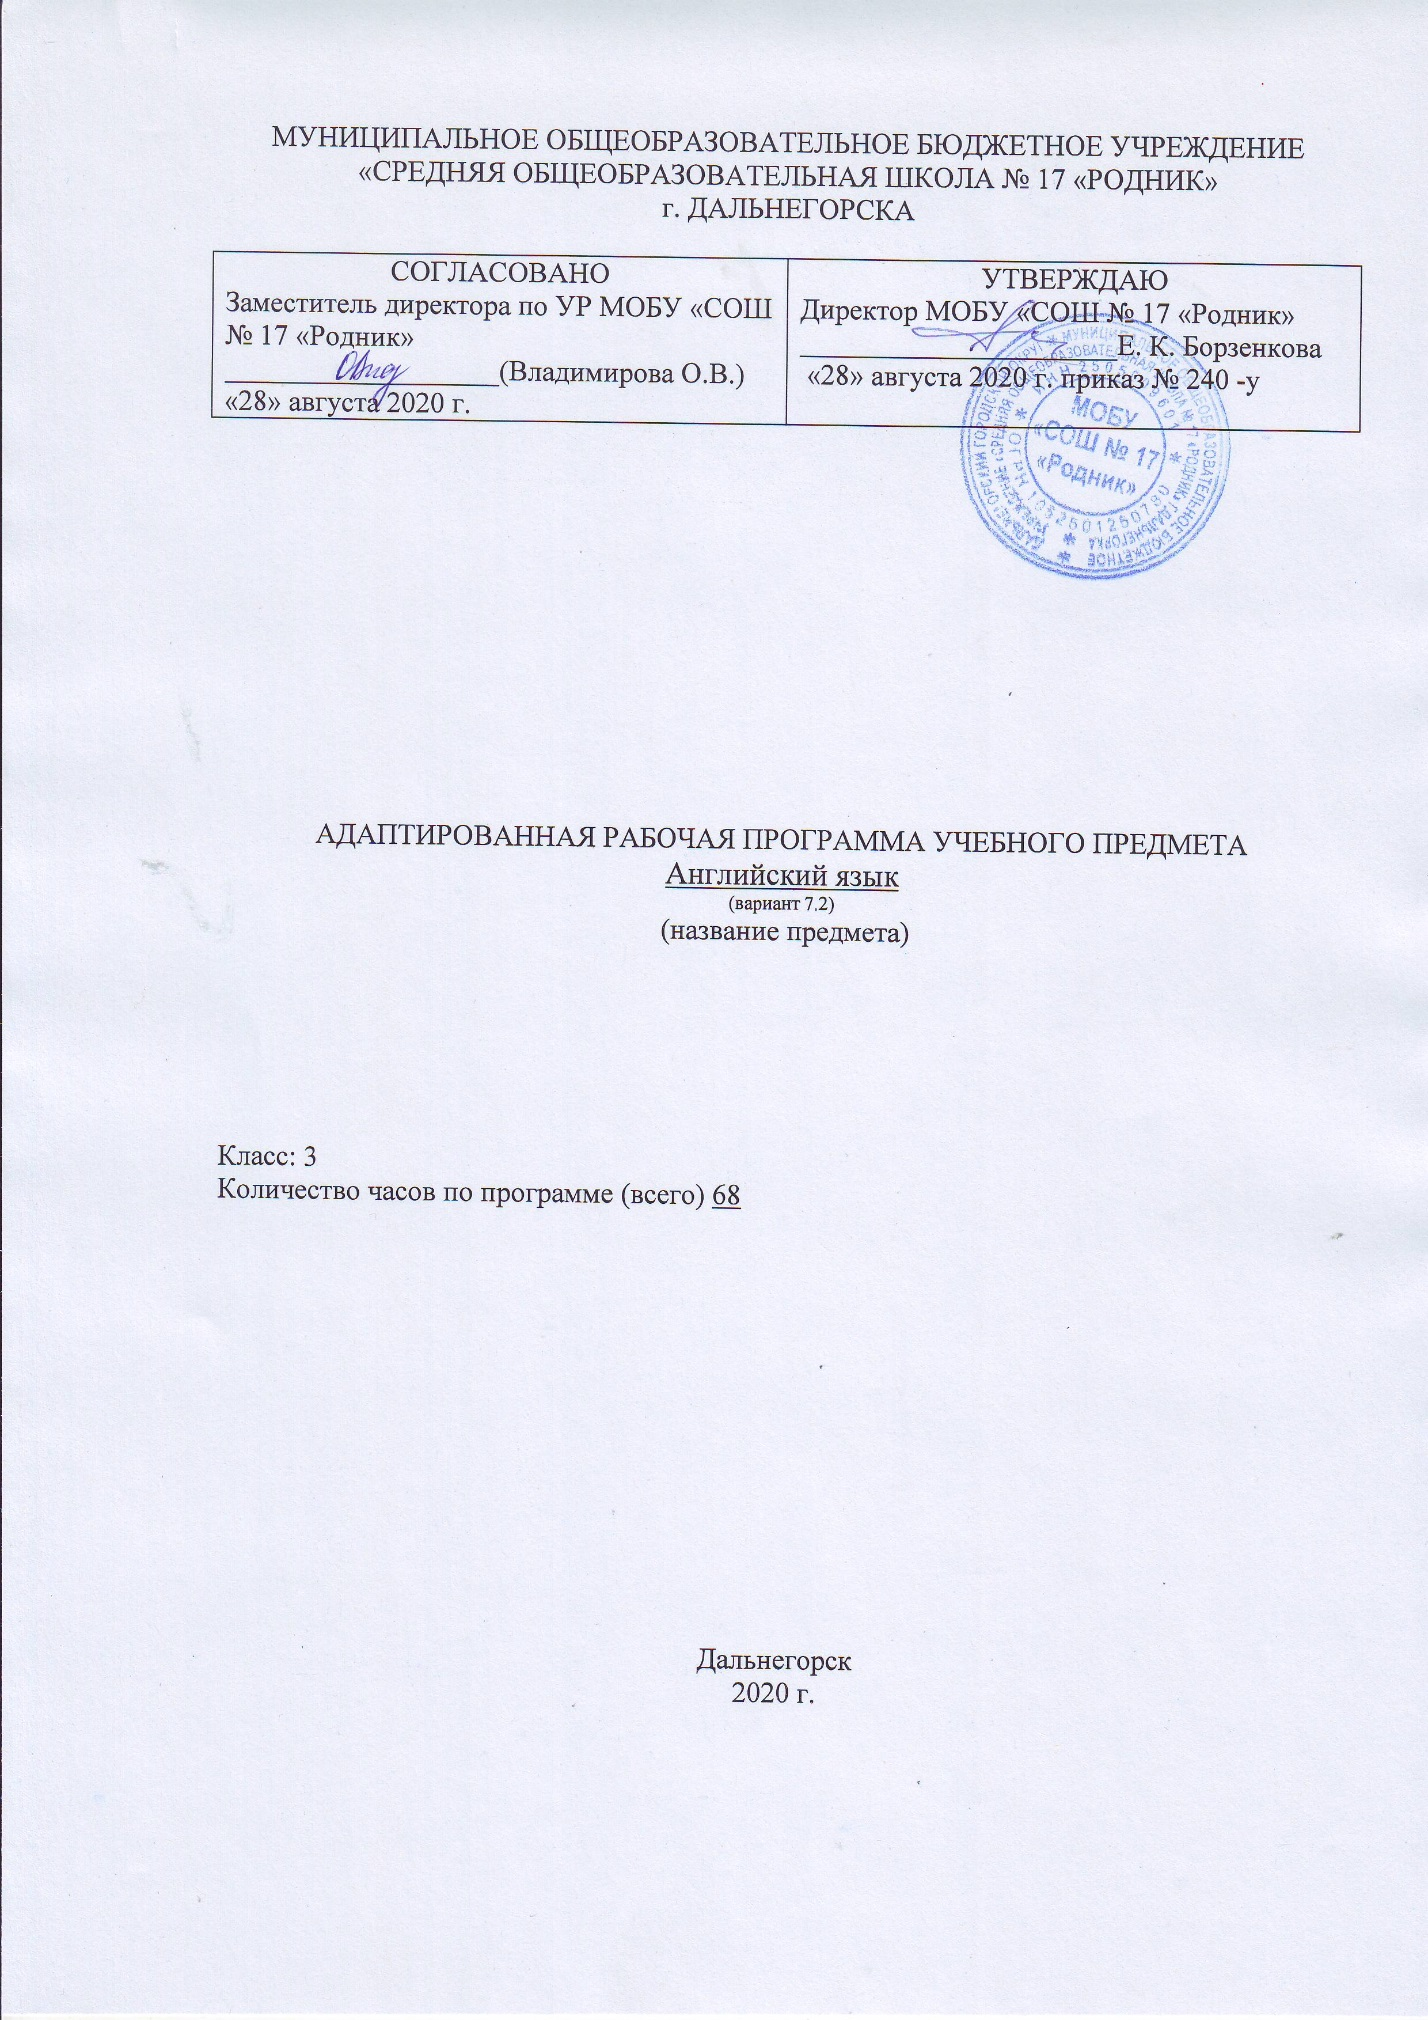 МУНИЦИПАЛЬНОЕ ОБЩЕОБРАЗОВАТЕЛЬНОЕ БЮДЖЕТНОЕ УЧРЕЖДЕНИЕ
«СРЕДНЯЯ ОБЩЕОБРАЗОВАТЕЛЬНАЯ ШКОЛА № 17 «РОДНИК»
г. ДАЛЬНЕГОРСКА
СОГЛАСОВАНО
Заместитель директора по УР МОБУ «СОШ
№ 17 «Родник»
(Владимирова О.В.)
«28» августа 2020 г.
УТВЕРЖДАЮ
Директор МОБУ «СОШ № 17 «Родник»
Е. К. Борзенкова
«28» августа 2020 г. приказ № 240 -у
МОБУ
«СОШ № 17
«Родник»
АДАПТИРОВАННАЯ РАБОЧАЯ ПРОГРАММА УЧЕБНОГО ПРЕДМЕТА
Английский язык
(вариант 7.2)
(название предмета)
Класс: 3
Количество часов по программе (всего) 68
Дальнегорск
2020 г.